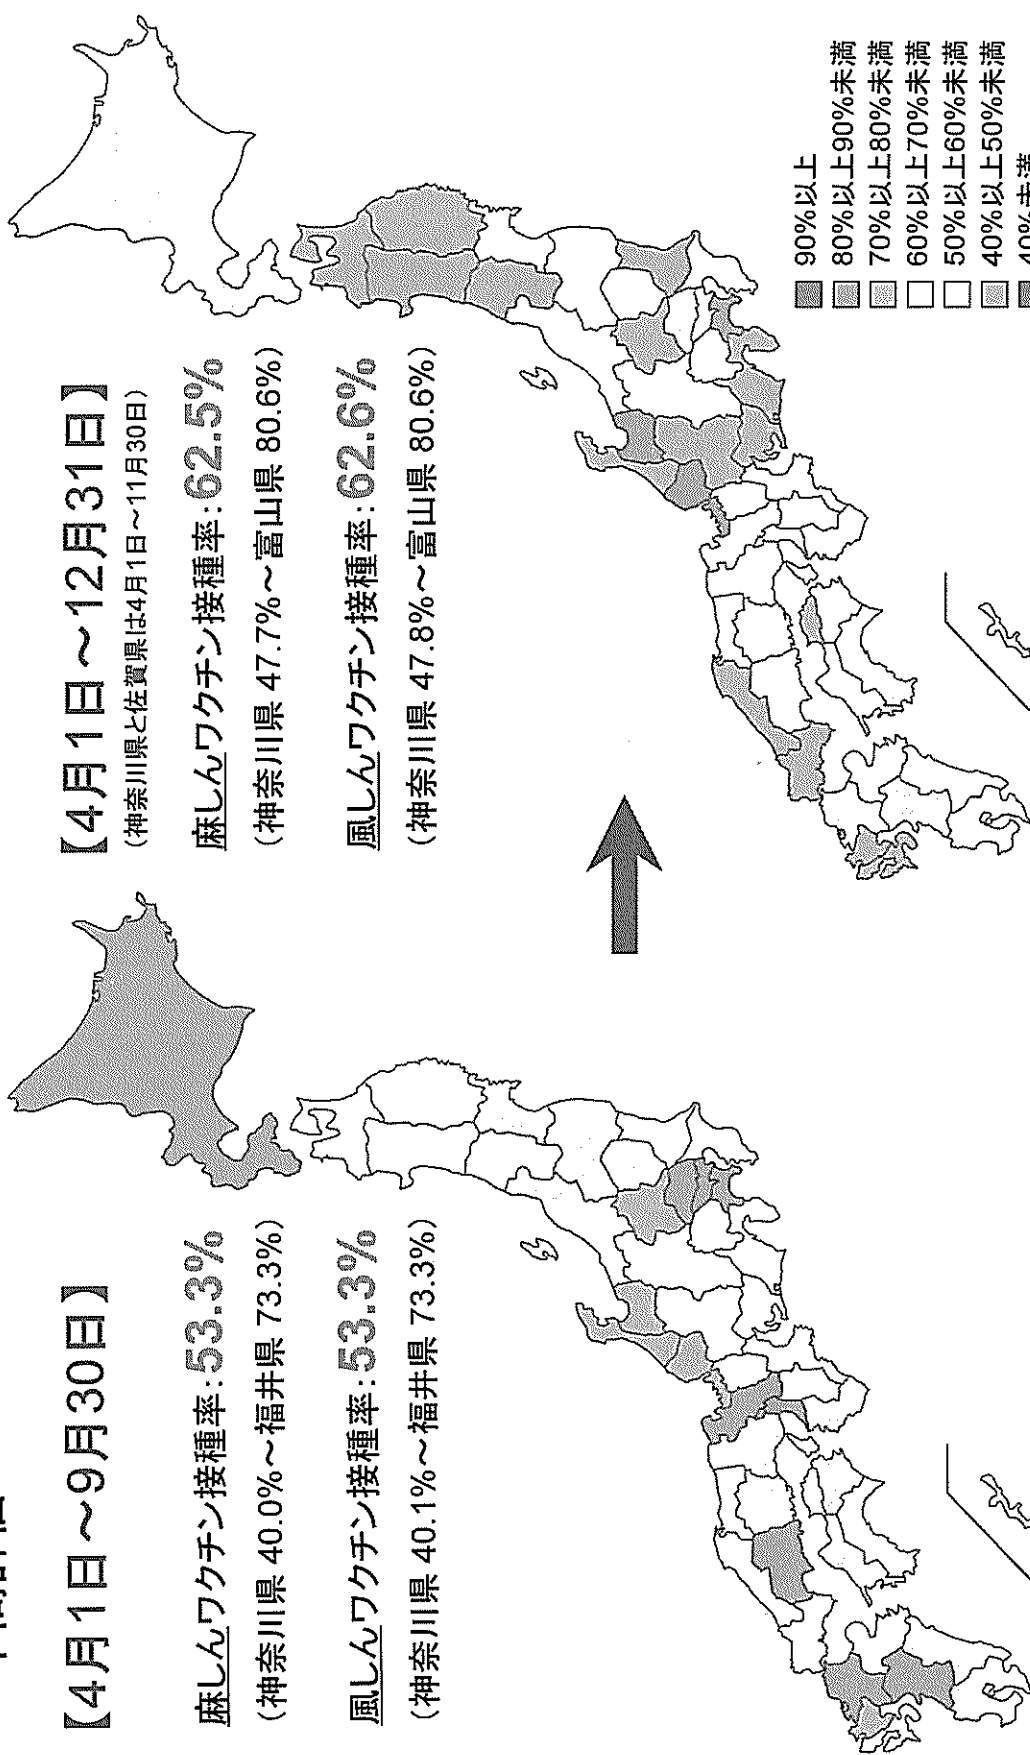 【4月1日～9月30日】
麻しんワクチン接種率:53.3%
(神奈川県 40.0%～福井県 73.3%)
風しんワクチン接種率:53.3%
(神奈川県 40.1%～福井県 73.3%)
【4月1日～12月31日】
(神奈川県と佐賀県は4月1日～11月30日)
麻しんワクチン接種率:62.5%
(神奈川県 47.7%～富山県 80.6%)
風しんワクチン接種率:62.6%
(神奈川県 47.8%～富山県 80.6%)
90%以上
80%以上90%未満
70%以上80%未満
60%以上70%未満
50%以上60%未満
40%以上50%未満
40%未満